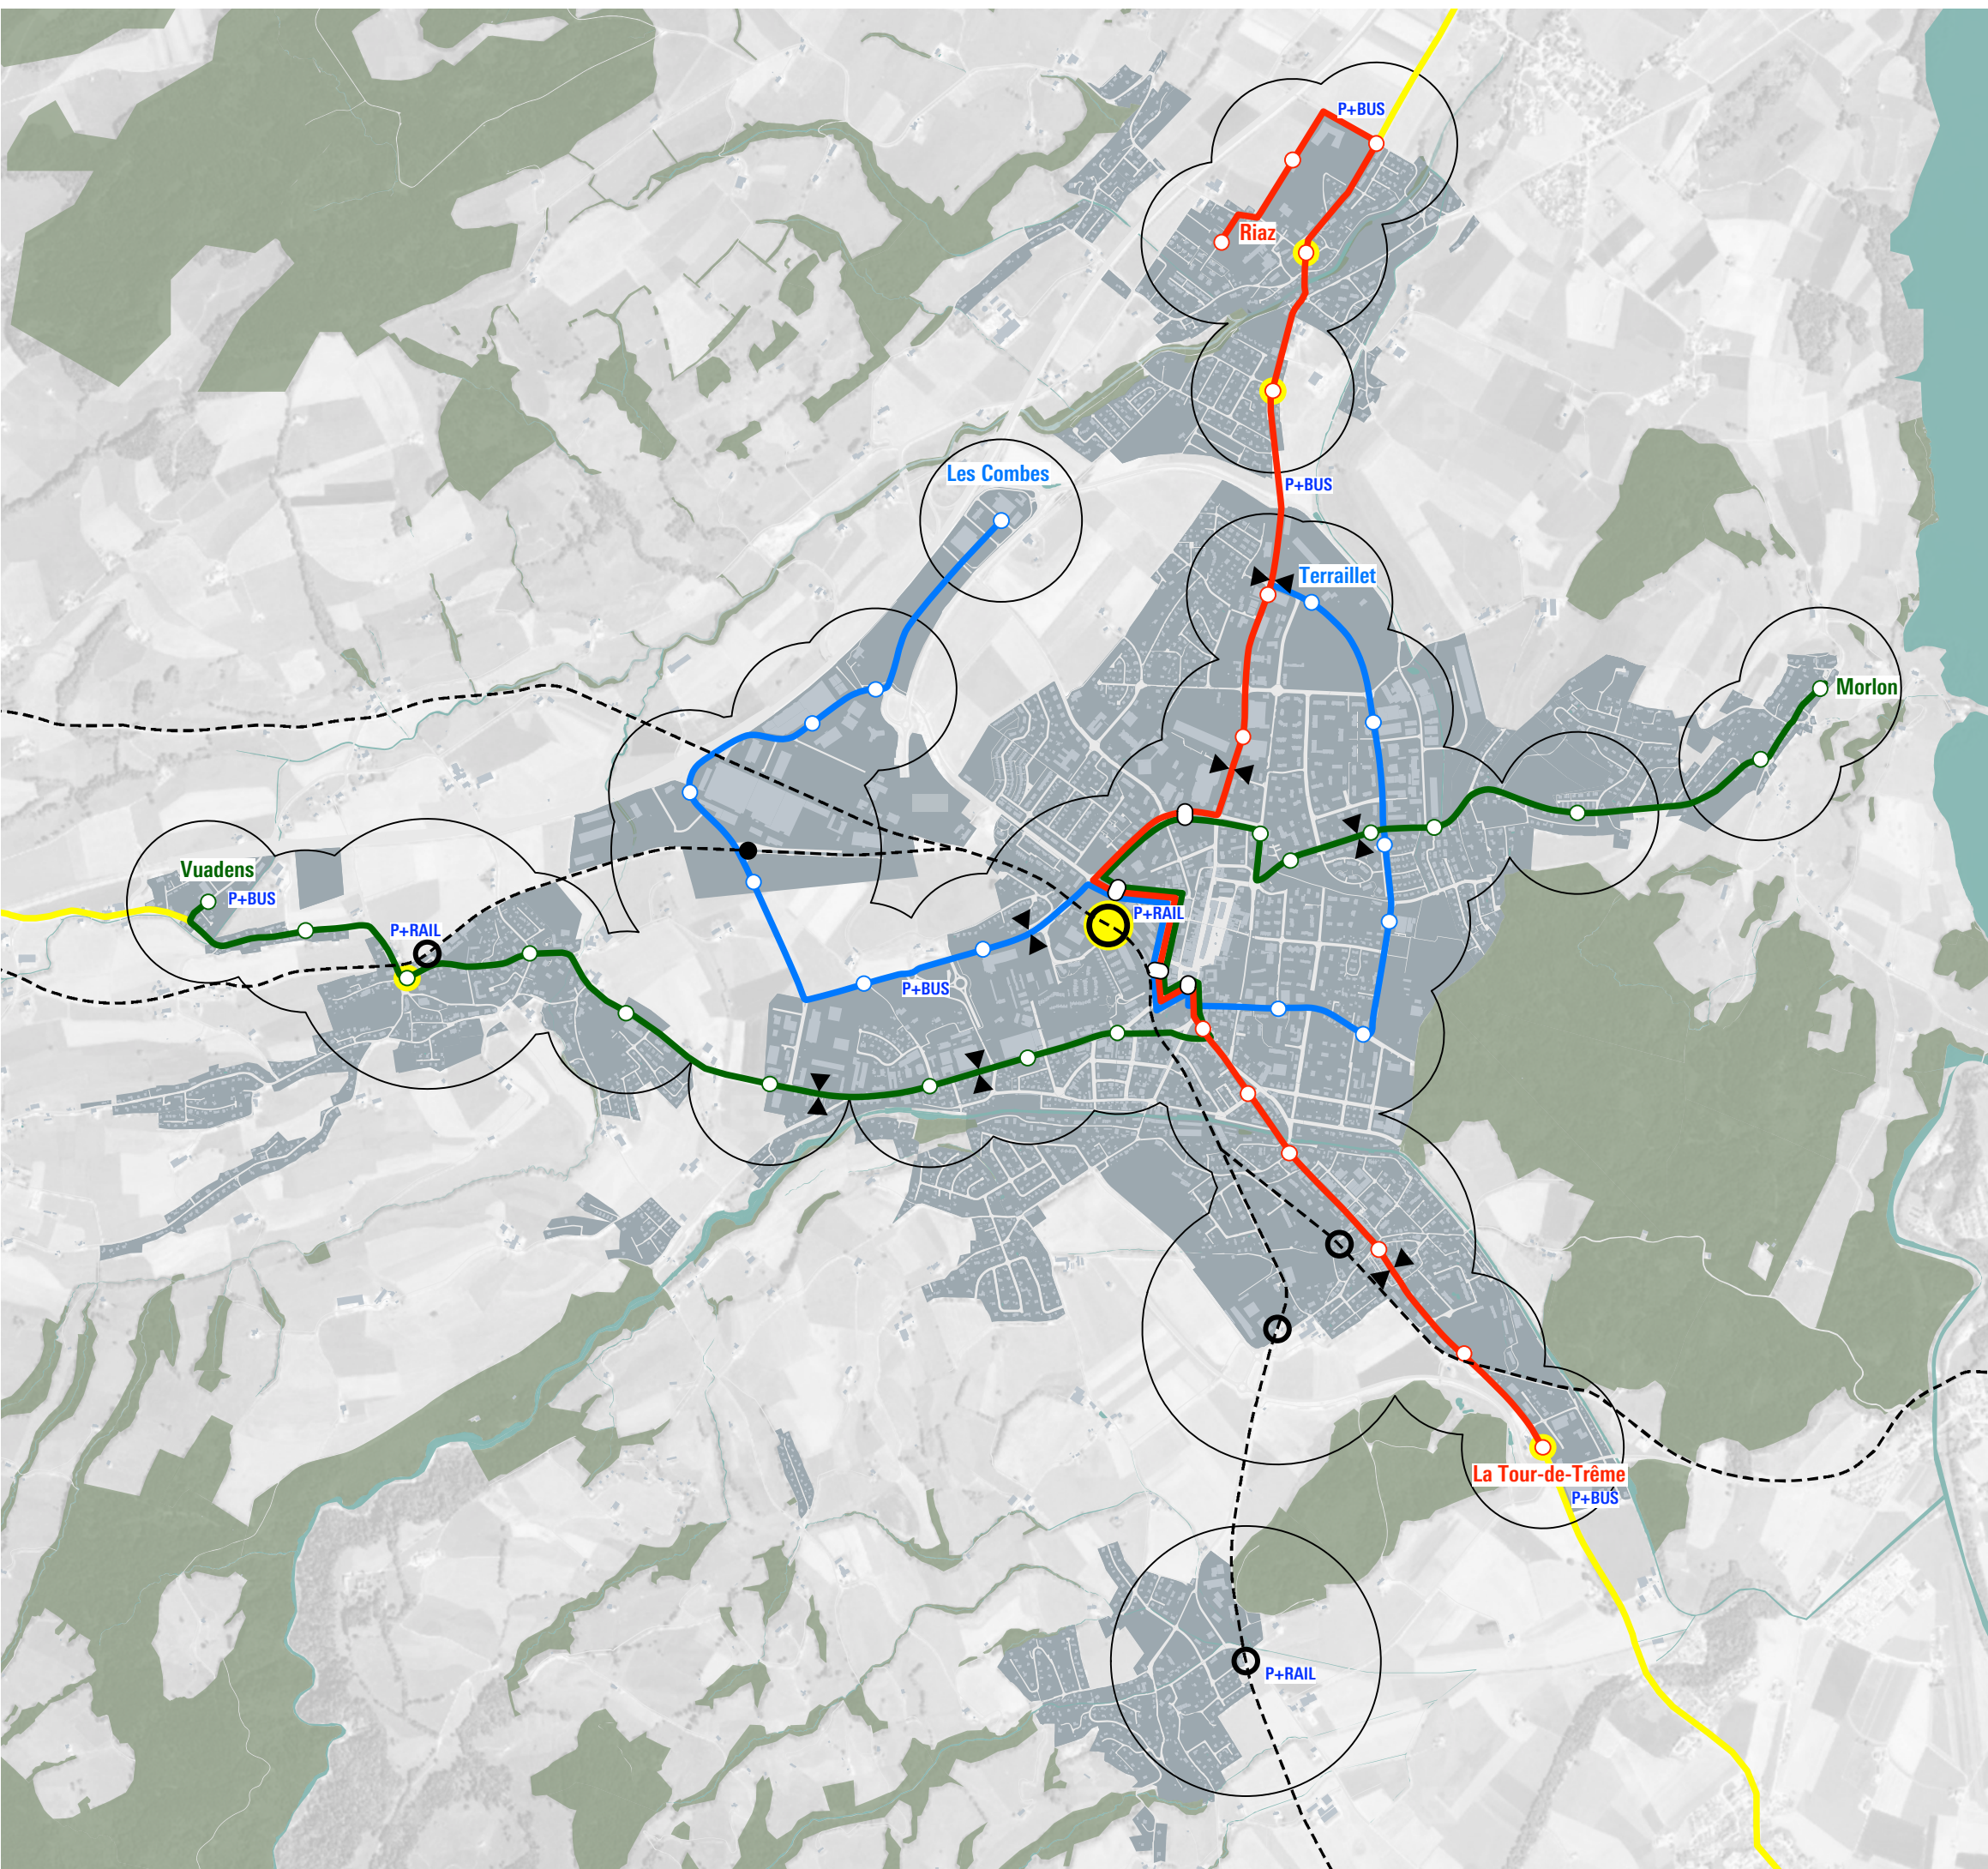 P+BUS
Riaz
Les Combes
P+BUS
Terraillet
Morlon
Vuadens
P+BUS
P+RAIL
P+RAIL
P+BUS
La Tour-de-Trême
P+BUS
P+RAIL